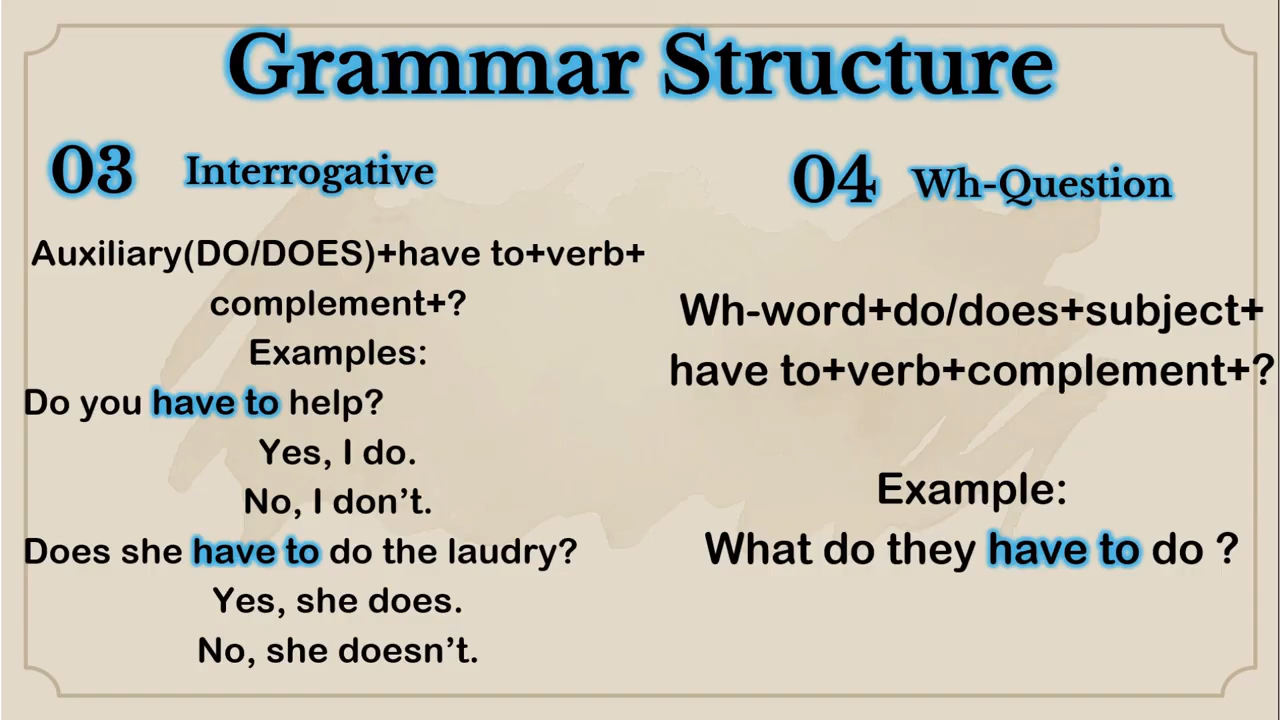 Grammar Structure
03 Interrogative
Auxiliary(DO/DOES)+have to+verb+
complement+?
Examples:
Do you have to help?
Yes, I do.
No, I don’t.
Does she have to do the laudry?
Yes, she does.
No, she doesn’t.
04 Wh-Question
Wh-word+do/does+subject+
have to+verb+complement+?
Example:
What do they have to do ?